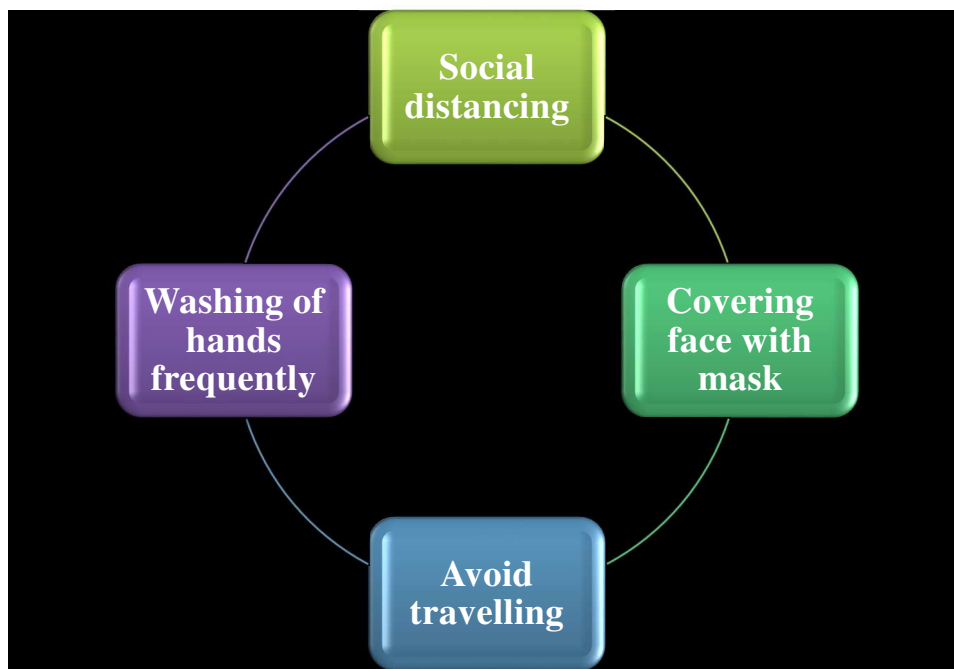 Social
distancing
Covering
face with
mask
Avoid
travelling
Washing of
hands
frequently